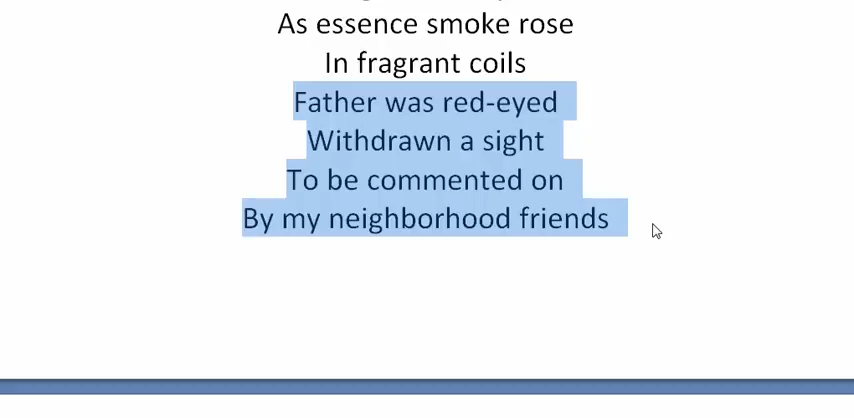 As essence smoke rose
In fragrant coils
Father was red-eyed
Withdrawn a sight
To be commented on
By my neighborhood friends